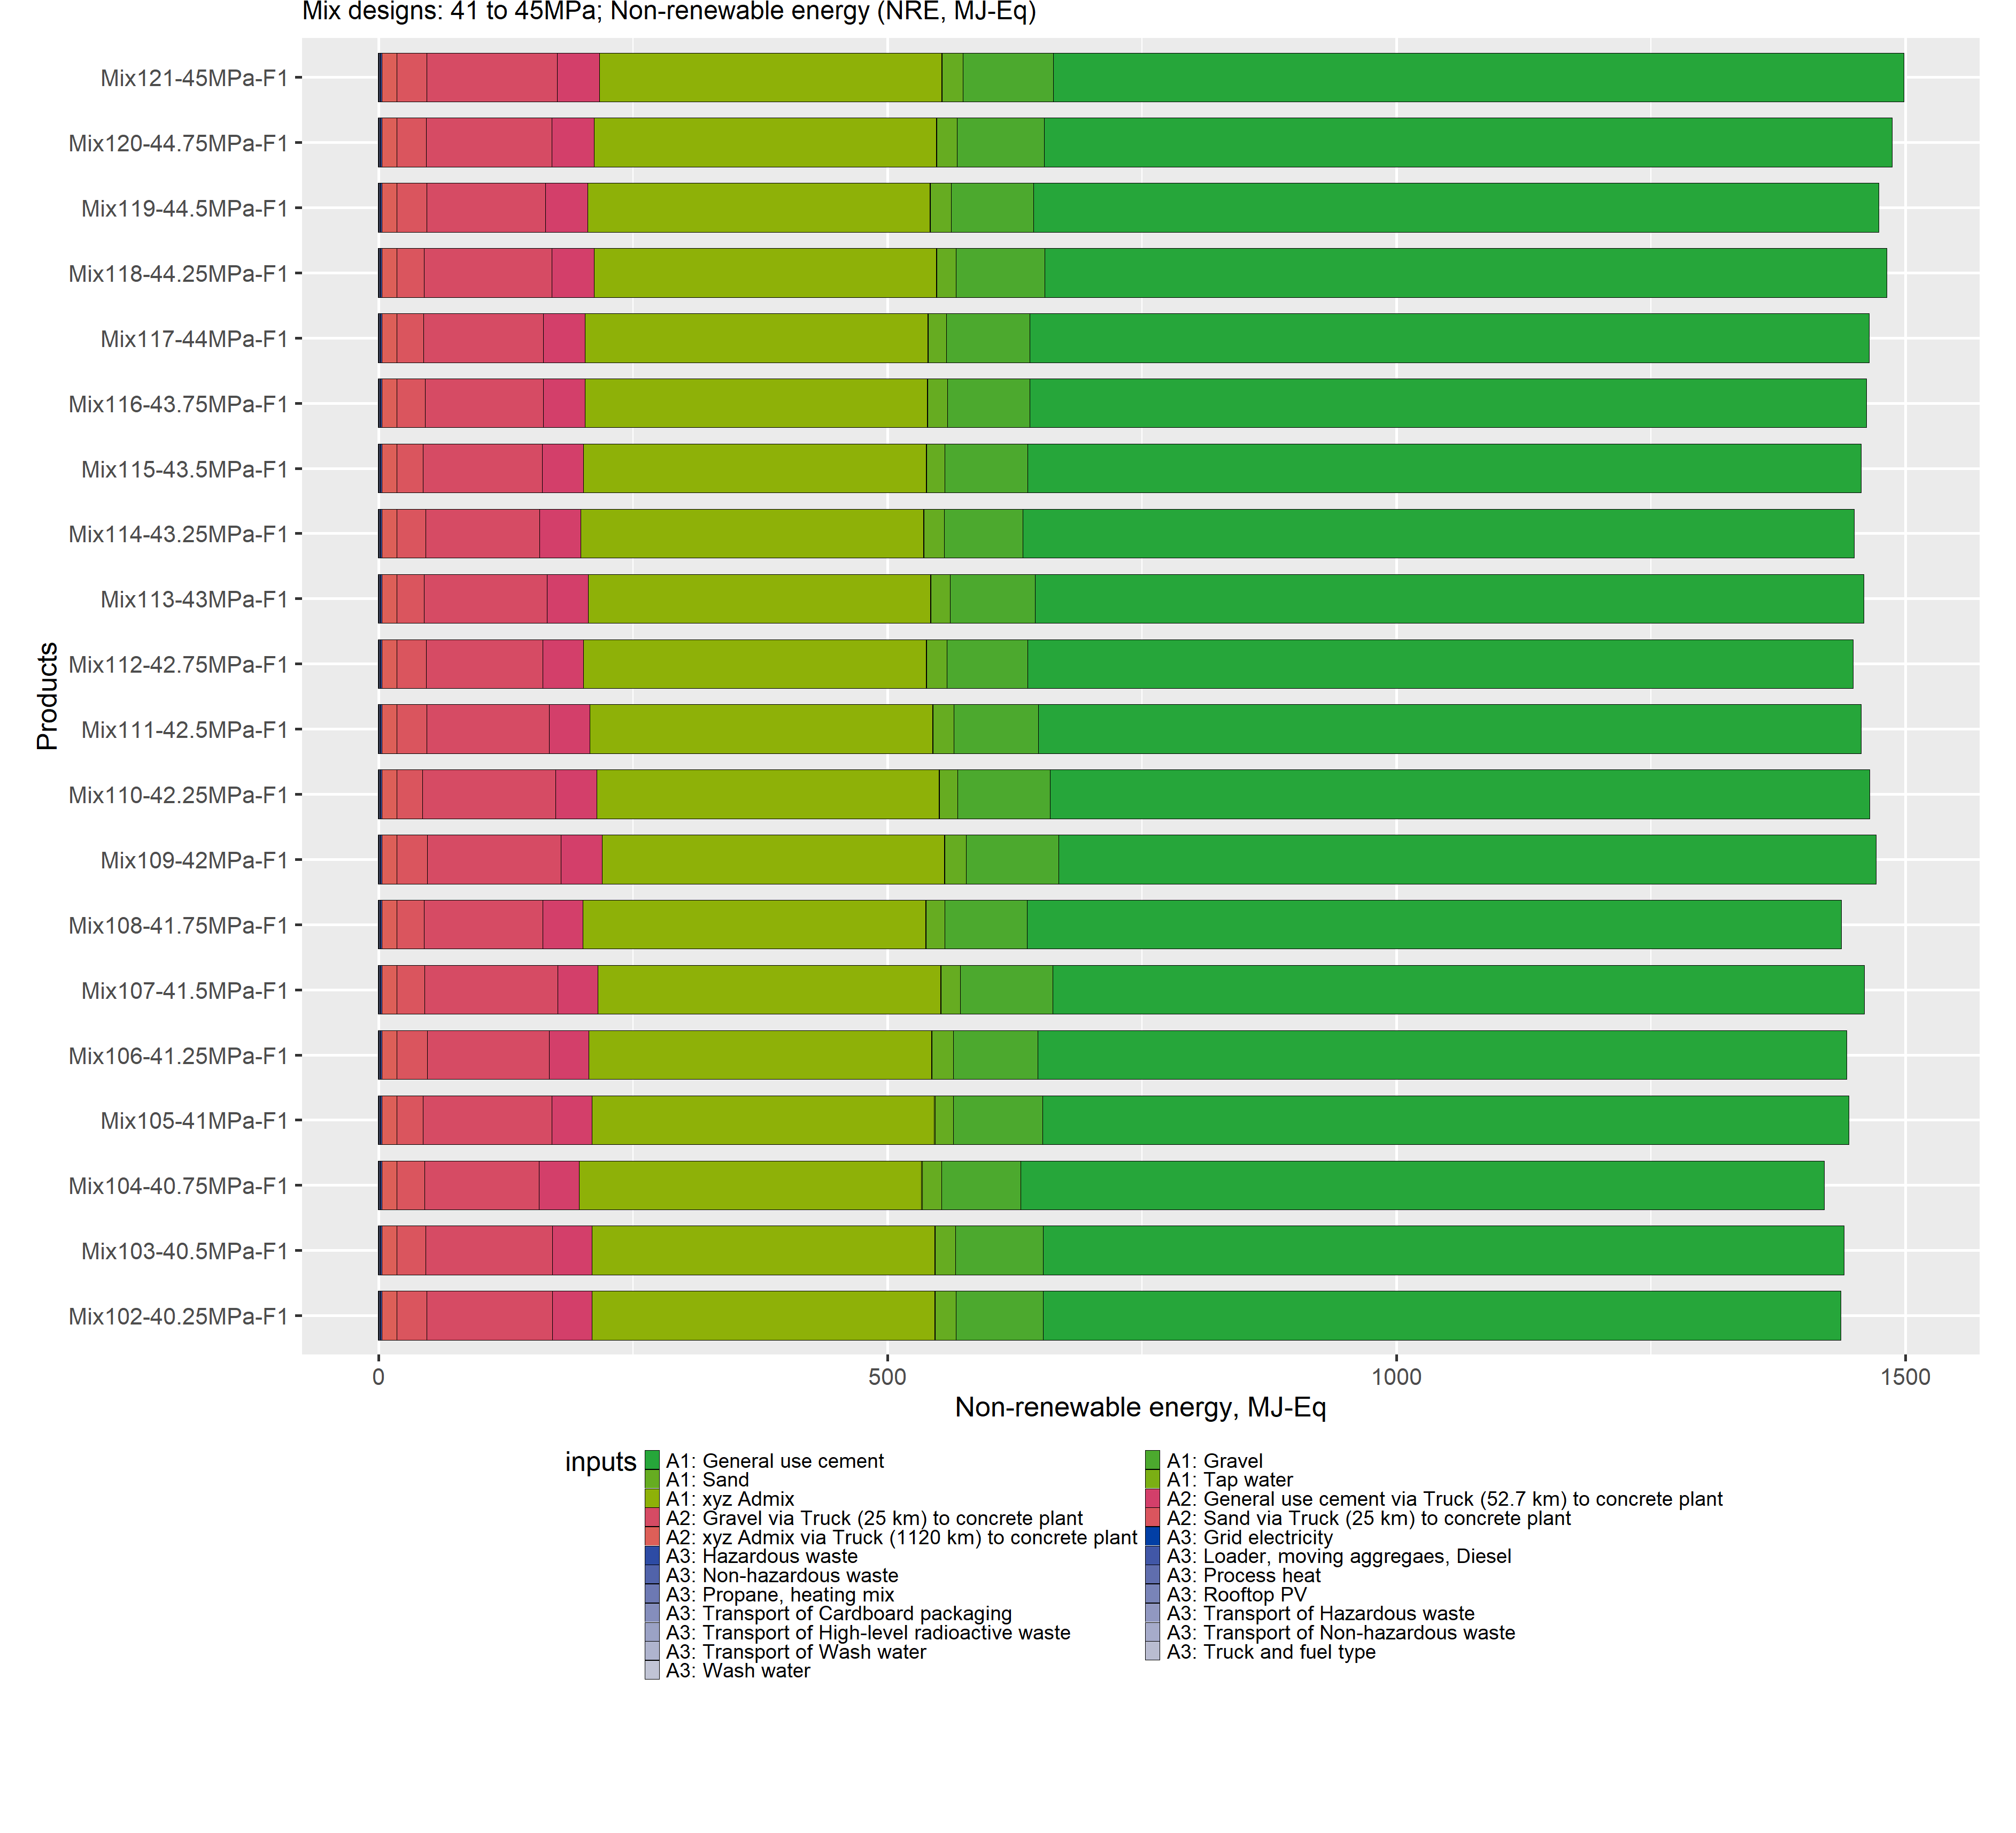 Mix designs: 41 to 45MPa; Non-renewable energy (NRE, MJ-Eq)
Mix121-45MPa-F1
Mix120-44.75MPa-F1
Mix119-44.5MPa-F1
Mix118-44.25MPa-F1
Mix117-44MPa-F1
Mix116-43.75MPa-F1
Mix115-43.5MPa-F1
Mix114-43.25MPa-F1
Mix113-43MPa-F1
Mix112-42.75MPa-F1
Mix111-42.5MPa-F1
Mix110-42.25MPa-F1
Mix109-42MPa-F1
Mix108-41.75MPa-F1
Mix107-41.5MPa-F1
Mix106-41.25MPa-F1
Mix105-41MPa-F1
Mix104-40.75MPa-F1
Mix103-40.5MPa-F1
Mix102-40.25MPa-F1
Products
0 500 1000 1500
Non-renewable energy, MJ-Eq
inputs
A1: General use cement
A1: Gravel
A1: Sand
A1: Tap water
A1: xyz Admix
A2: General use cement via Truck (52.7 km) to concrete plant
A2: Gravel via Truck (25 km) to concrete plant
A2: Sand via Truck (25 km) to concrete plant
A2: xyz Admix via Truck (1120 km) to concrete plant
A3: Grid electricity
A3: Hazardous waste
A3: Loader, moving aggregaes, Diesel
A3: Non-hazardous waste
A3: Process heat
A3: Propane, heating mix
A3: Rooftop PV
A3: Transport of Cardboard packaging
A3: Transport of Hazardous waste
A3: Transport of High-level radioactive waste
A3: Transport of Non-hazardous waste
A3: Transport of Wash water
A3: Truck and fuel type
A3: Wash water